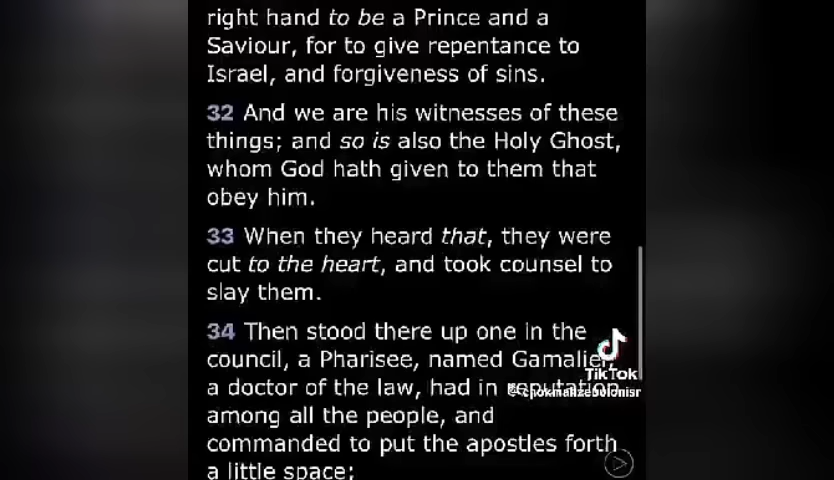 right hand to be a Prince and a
Saviour, for to give repentance to
Israel, and forgiveness of sins.
32 And we are his witnesses of these
things; and so is also the Holy Ghost,
whom God hath given to them that
obey him.
33 When they heard that, they were
cut to the heart, and took counsel to
slay them.
34 Then stood there up one in the
council, a Pharisee, named Gamaliel,
a doctor of the law, had in reputation
among all the people, and
commanded to put the apostles forth
a little space;
TikTok